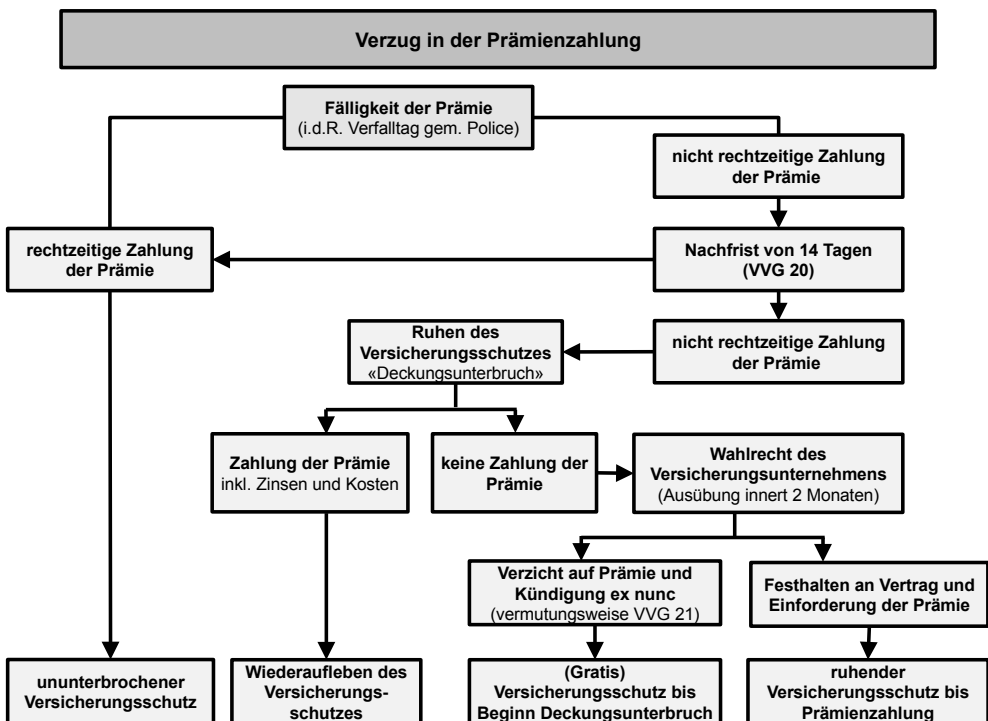 Verzug in der Prämienzahlung
Fälligkeit der Prämie
(i.d.R. Verfalltag gem. Police)
nicht rechtzeitige Zahlung
der Prämie
rechtzeitige Zahlung
der Prämie
Nachfrist von 14 Tagen
(VVG 20)
Ruhen des
Versicherungsschutzes
«Deckungsunterbruch»
nicht rechtzeitige Zahlung
der Prämie
Zahlung der Prämie
inkl. Zinsen und Kosten
keine Zahlung der
Prämie
Wahlrecht des
Versicherungsunternehmens
(Ausübung innert 2 Monaten)
Verzicht auf Prämie und
Kündigung ex nunc
(vermutungsweise VVG 21)
Festhalten an Vertrag und
Einforderung der Prämie
ununterbrochener
Versicherungsschutz
Wiederaufleben des
Versicherungs-
schutzes
(Gratis)
Versicherungsschutz bis
Beginn Deckungsunterbruch
ruhender
Versicherungsschutz bis
Prämienzahlung